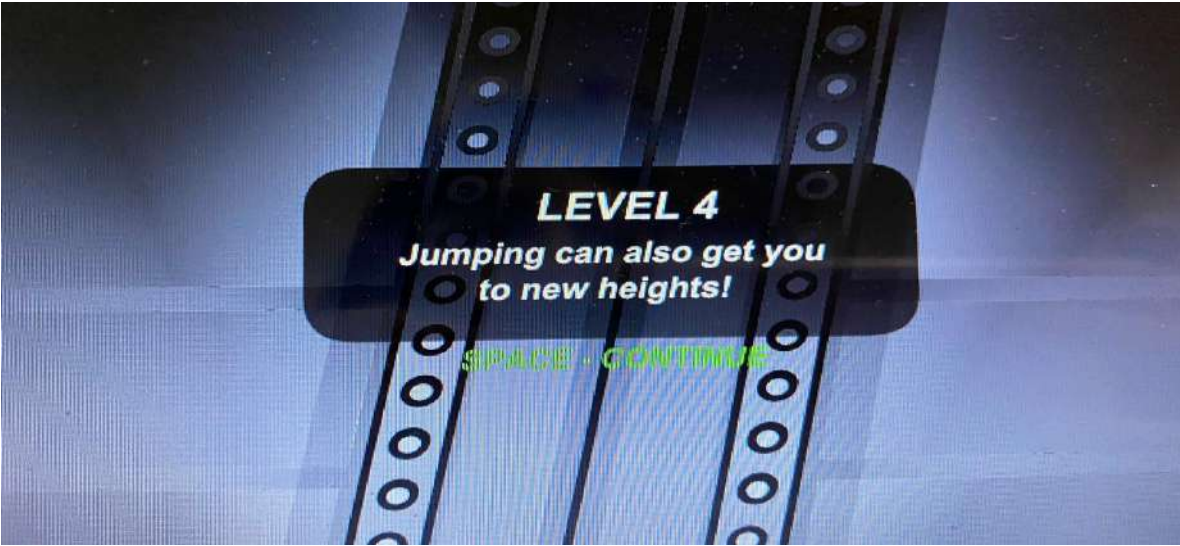 LEVEL 4
Jumping can also get you
to new heights!
SPACE - CONTINUE